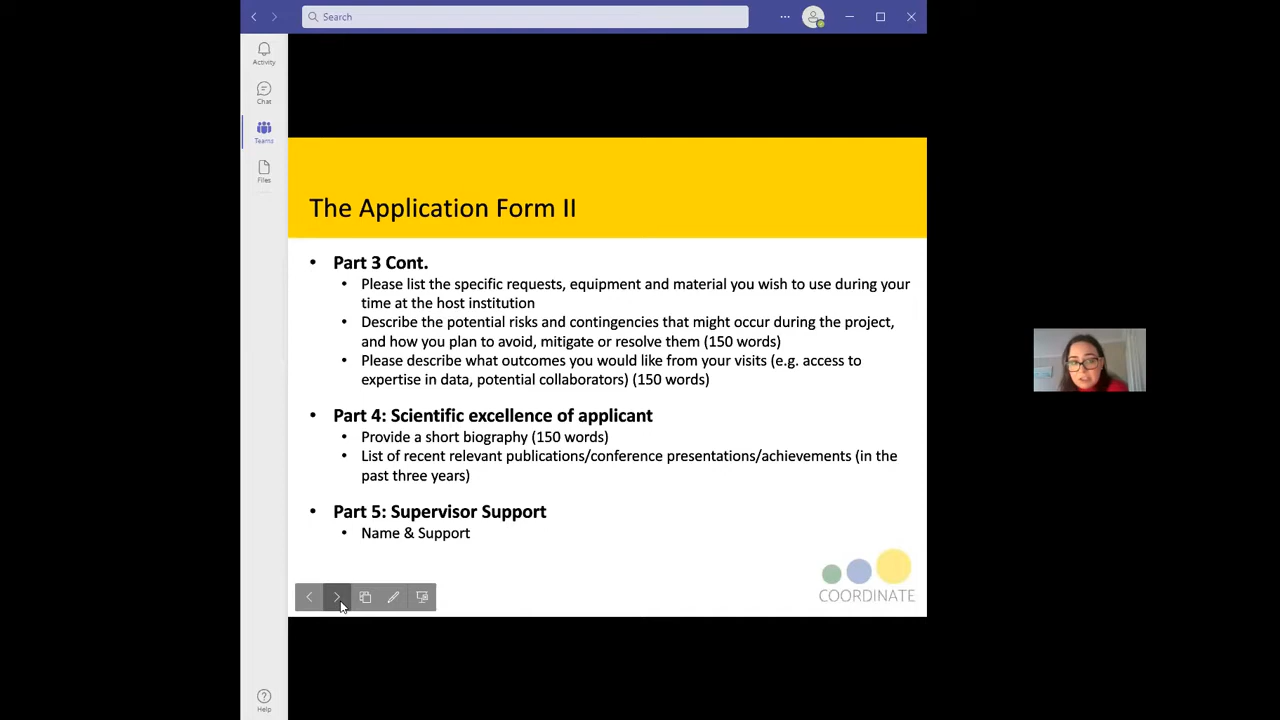 Search
Activity
Chat
Teams
Files
The Application Form II
• Part 3 Cont.
• Please list the specific requests, equipment and material you wish to use during your
time at the host institution
• Describe the potential risks and contingencies that might occur during the project,
and how you plan to avoid, mitigate or resolve them (150 words)
• Please describe what outcomes you would like from your visits (e.g. access to
expertise in data, potential collaborators) (150 words)
• Part 4: Scientific excellence of applicant
• Provide a short biography (150 words)
• List of recent relevant publications/conference presentations/achievements (in the
past three years)
• Part 5: Supervisor Support
• Name & Support
COORDINATE
Help